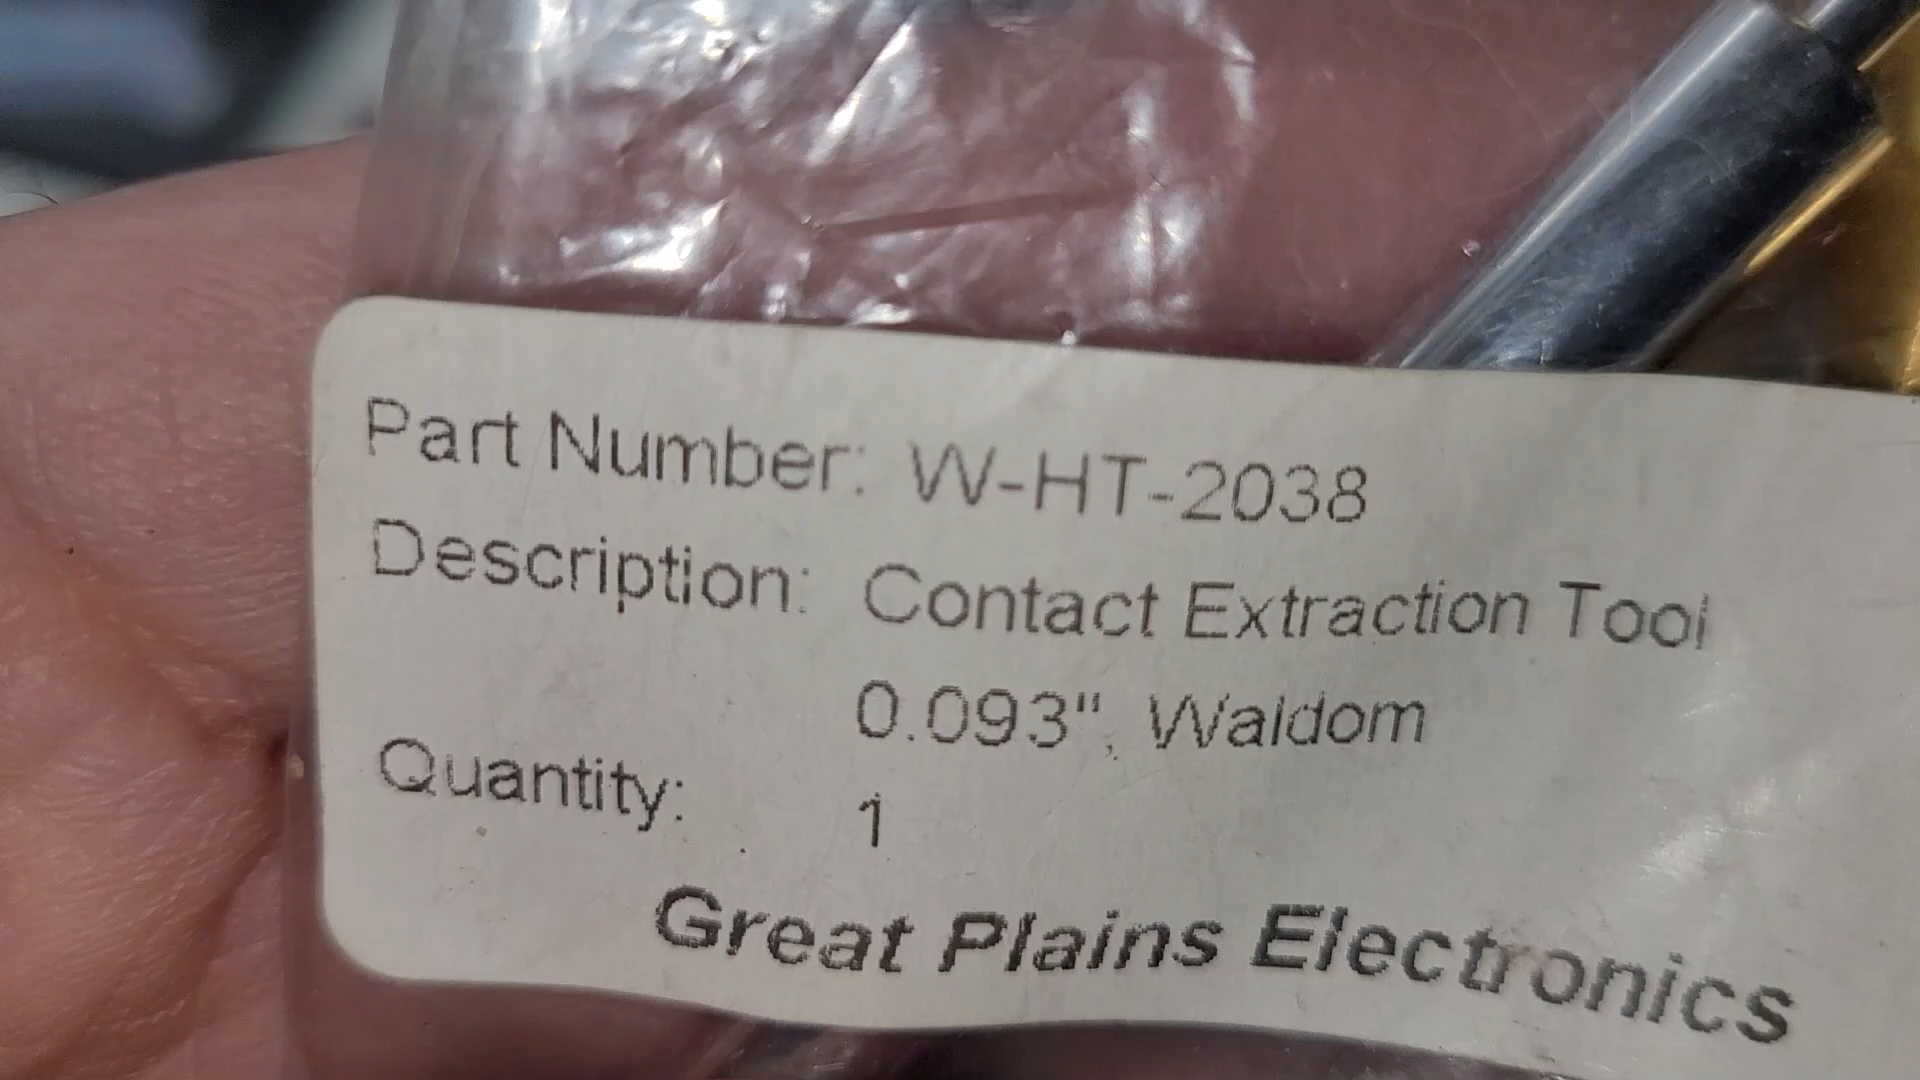 Part Number: W-HT-2038
Description: Contact Extraction Tool
0.093", Waldom
Quantity: 1
Great Plains Electronics